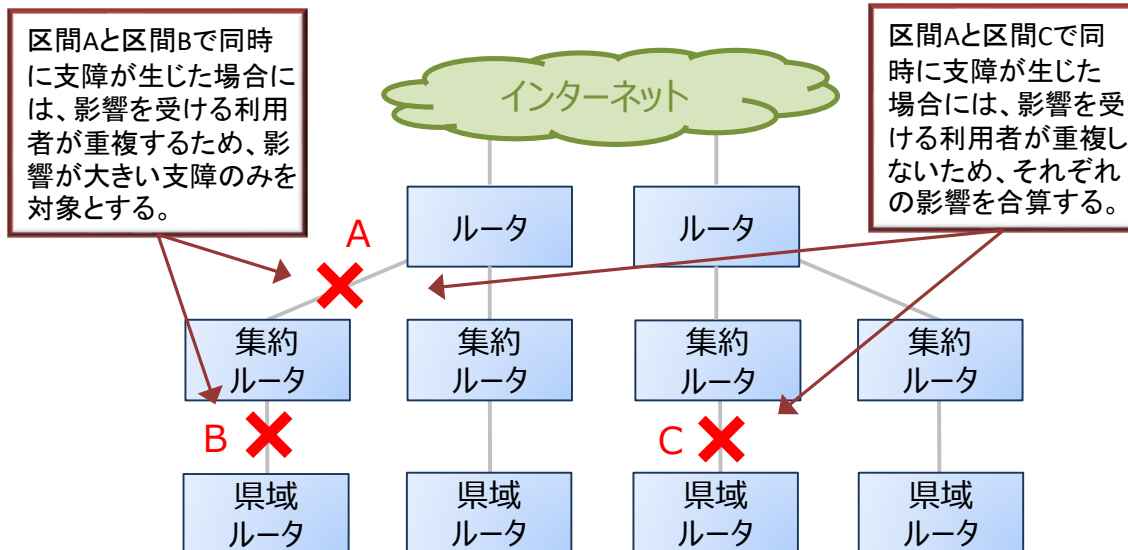 区間Aと区間Bで同時
に支障が生じた場合に
は、影響を受ける利用
者が重複するため、影
響が大きい支障のみを
対象とする。
インターネット
区間Aと区間Cで同
時に支障が生じた
場合には、影響を受
ける利用者が重複し
ないため、それぞれ
の影響を合算する。
ルータ
ルータ
A
集約
ルータ
集約
ルータ
集約
ルータ
集約
ルータ
B
C
県域
ルータ
県域
ルータ
県域
ルータ
県域
ルータ